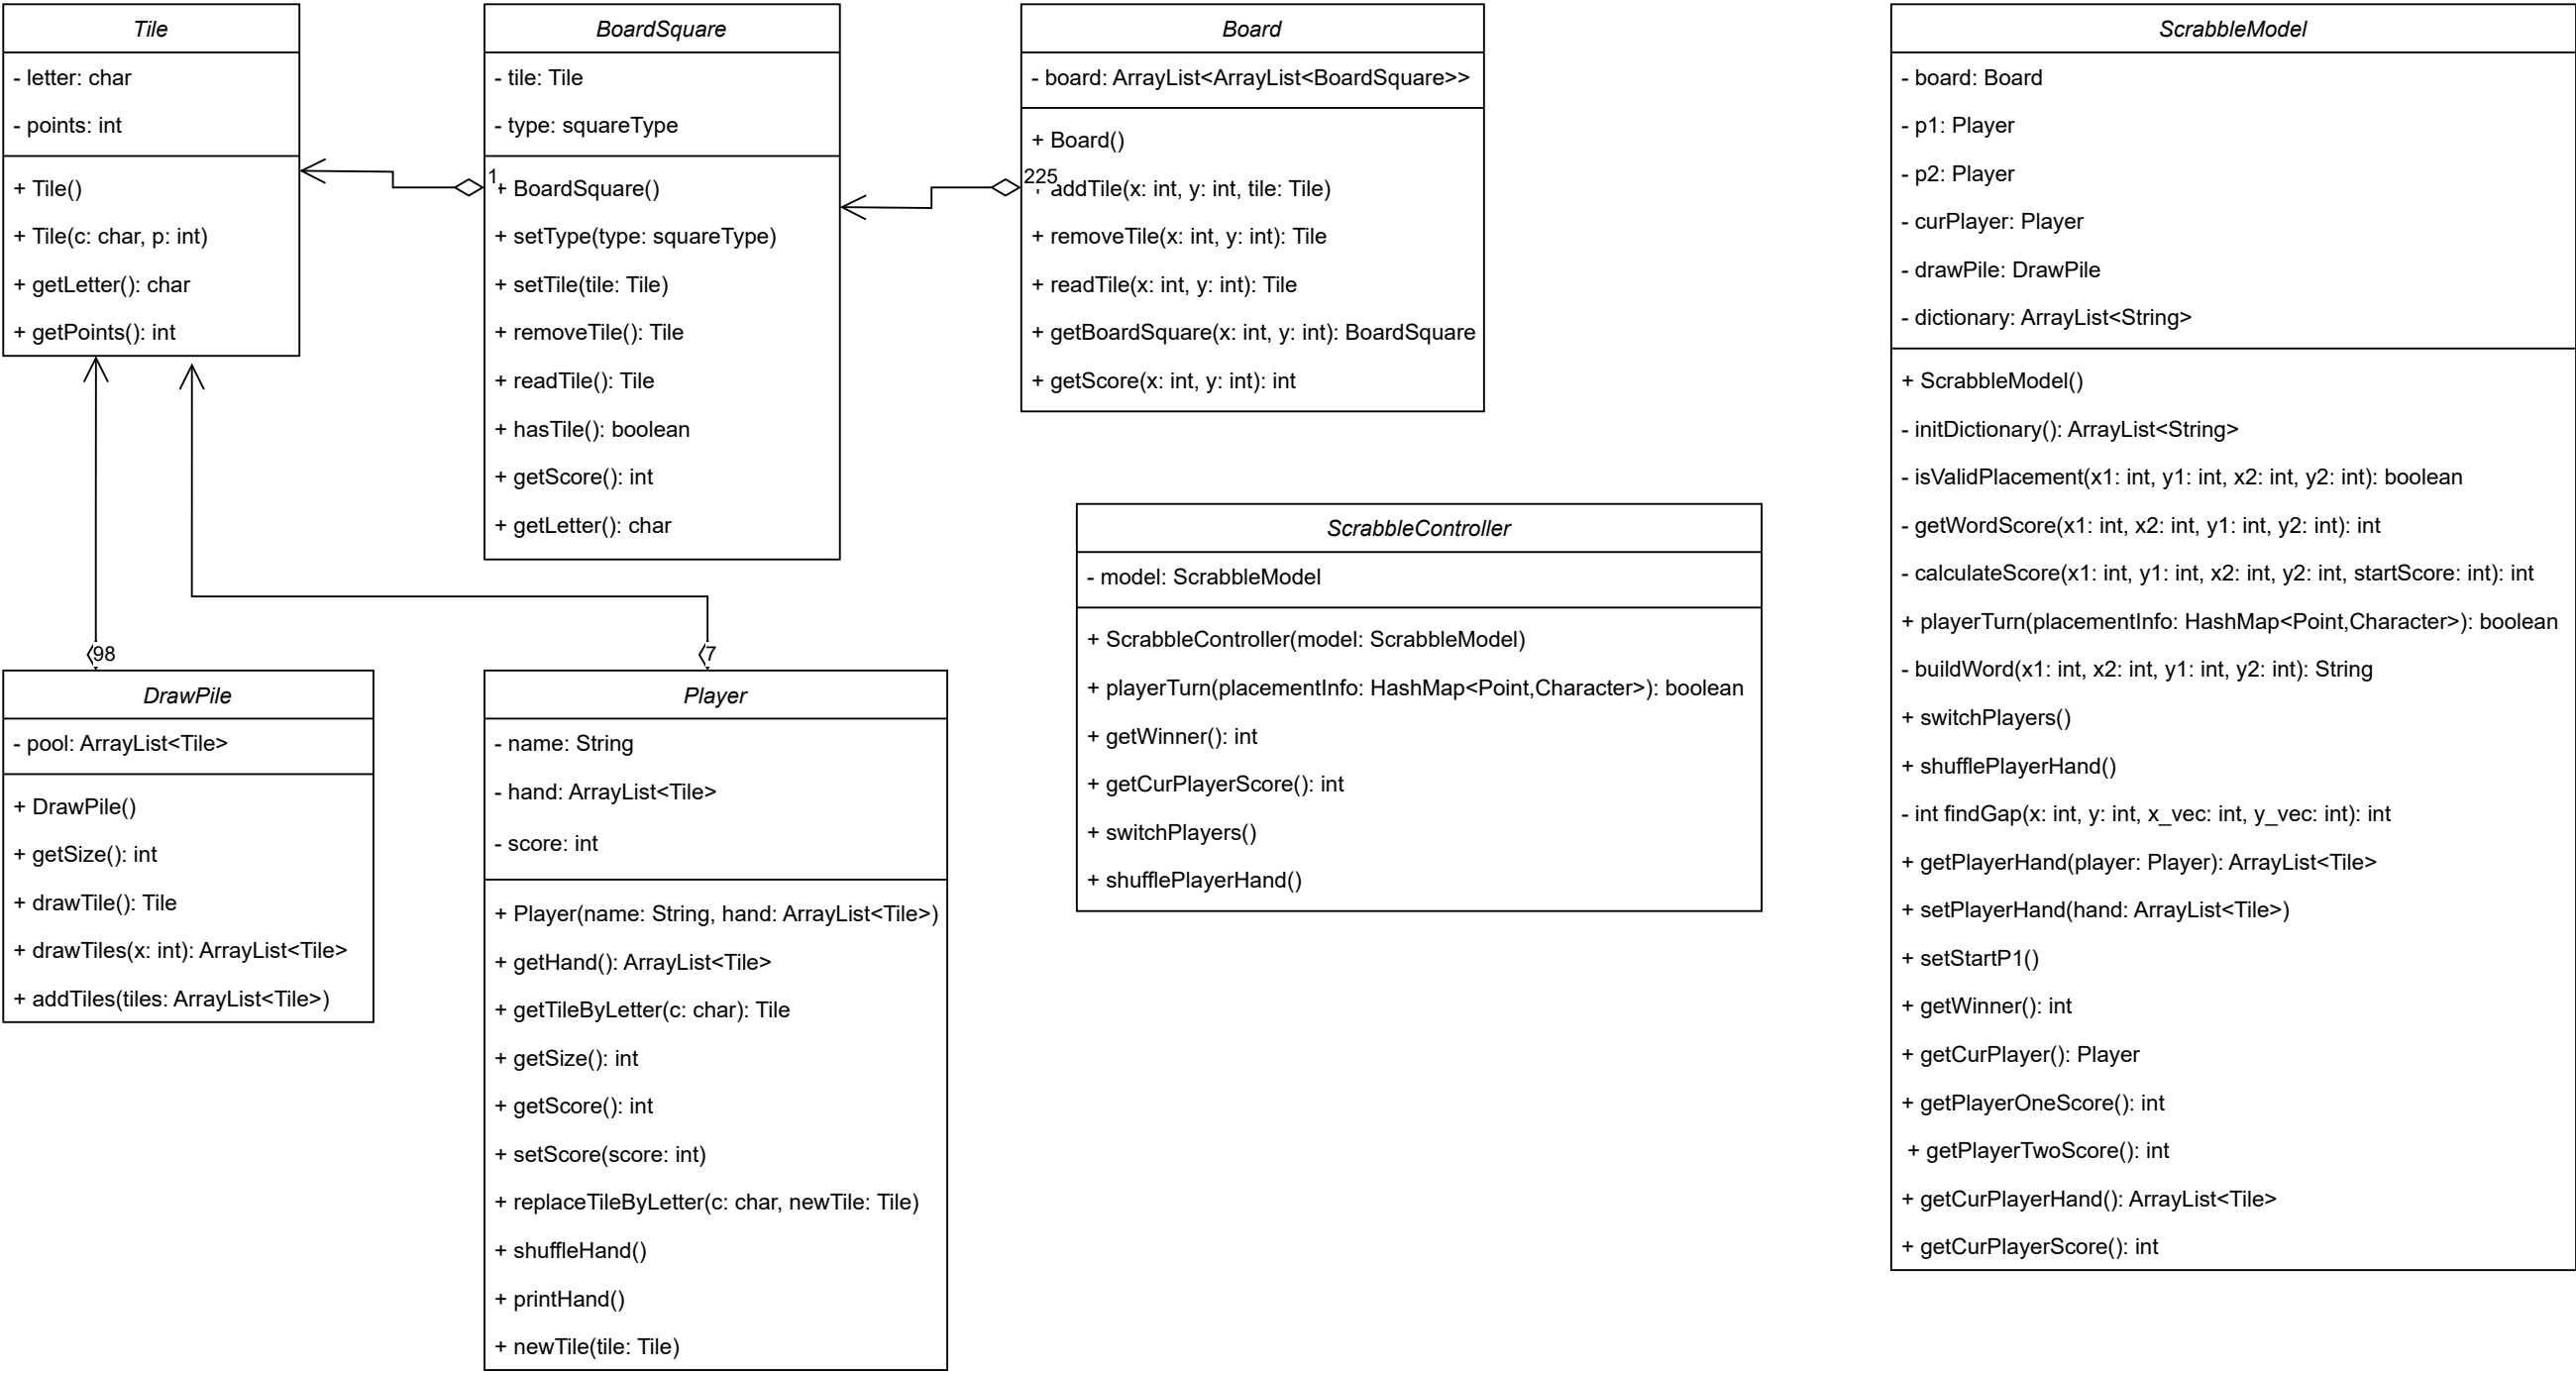 Tile
- letter: char
- points: int
+ Tile()
+ Tile(c: char, p: int)
+ getLetter(): char
+ getPoints(): int
BoardSquare
- tile: Tile
- type: squareType
1
+ BoardSquare()
+ setType(type: squareType)
+ setTile(tile: Tile)
+ removeTile(): Tile
+ readTile(): Tile
+ hasTile(): boolean
+ getScore(): int
+ getLetter(): char
Board
- board: ArrayList<ArrayList<BoardSquare>>
+ Board()
225
+ addTile(x: int, y: int, tile: Tile)
+ removeTile(x: int, y: int): Tile
+ readTile(x: int, y: int): Tile
+ getBoardSquare(x: int, y: int): BoardSquare
+ getScore(x: int, y: int): int
ScrabbleModel
- board: Board
- p1: Player
- p2: Player
- curPlayer: Player
- drawPile: DrawPile
- dictionary: ArrayList<String>
+ ScrabbleModel()
- initDictionary(): ArrayList<String>
- isValidPlacement(x1: int, y1: int, x2: int, y2: int): boolean
- getWordScore(x1: int, x2: int, y1: int, y2: int): int
- calculateScore(x1: int, y1: int, x2: int, y2: int, startScore: int): int
+ playerTurn(placementInfo: HashMap<Point,Character>): boolean
- buildWord(x1: int, x2: int, y1: int, y2: int): String
+ switchPlayers()
+ shufflePlayerHand()
- int findGap(x: int, y: int, x_vec: int, y_vec: int): int
+ getPlayerHand(player: Player): ArrayList<Tile>
+ setPlayerHand(hand: ArrayList<Tile>)
+ setStartP1()
+ getWinner(): int
+ getCurPlayer(): Player
+ getPlayerOneScore(): int
+ getPlayerTwoScore(): int
+ getCurPlayerHand(): ArrayList<Tile>
+ getCurPlayerScore(): int
ScrabbleController
- model: ScrabbleModel
+ ScrabbleController(model: ScrabbleModel)
+ playerTurn(placementInfo: HashMap<Point,Character>): boolean
+ getWinner(): int
+ getCurPlayerScore(): int
+ switchPlayers()
+ shufflePlayerHand()
98
DrawPile
- pool: ArrayList<Tile>
+ DrawPile()
+ getSize(): int
+ drawTile(): Tile
+ drawTiles(x: int): ArrayList<Tile>
+ addTiles(tiles: ArrayList<Tile>)
7
Player
- name: String
- hand: ArrayList<Tile>
- score: int
+ Player(name: String, hand: ArrayList<Tile>)
+ getHand(): ArrayList<Tile>
+ getTileByLetter(c: char): Tile
+ getSize(): int
+ getScore(): int
+ setScore(score: int)
+ replaceTileByLetter(c: char, newTile: Tile)
+ shuffleHand()
+ printHand()
+ newTile(tile: Tile)